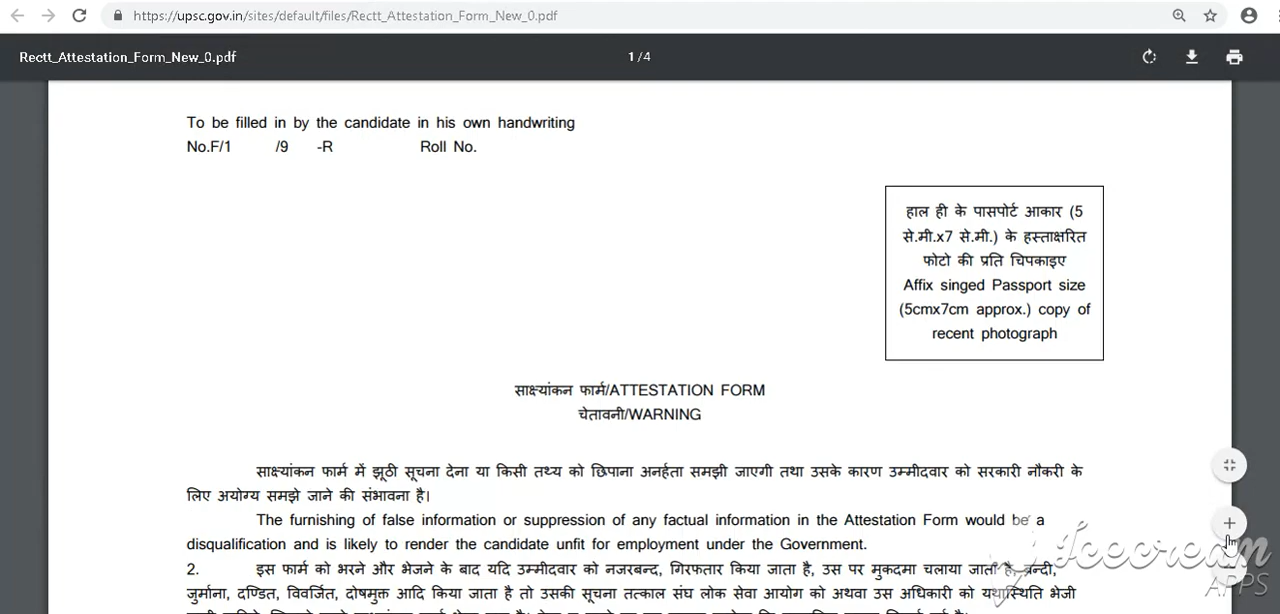 https://upsc.gov.in/sites/default/files/Rectt_Attestation_Form_New_0.pdf
Rectt_Attestation_Form_New_0.pdf
1 / 4
To be filled in by the candidate in his own handwriting
No.F/1 /9 -R Roll No.
हाल ही के पासपोर्ट आकार (5
से.मी.x7 से.मी.) के हस्ताक्षरित
फोटो की प्रति चिपकाइए
Affix singed Passport size
(5cmx7cm approx.) copy of
recent photograph
साक्ष्यांकन फार्म/ATTESTATION FORM
चेतावनी/WARNING
साक्ष्यांकन फार्म में झूठी सूचना देना या किसी तथ्य को छिपाना अनर्हता समझी जाएगी तथा उसके कारण उम्मीदवार को सरकारी नौकरी के
लिए अयोग्य समझे जाने की संभावना है।
The furnishing of false information or suppression of any factual information in the Attestation Form would be a
disqualification and is likely to render the candidate unfit for employment under the Government.
2. इस फार्म को भरने और भेजने के बाद यदि उम्मीदवार को नजरबन्द, गिरफतार किया जाता है, उस पर मुकदमा चलाया जाता है, बन्दी,
जुर्माना, दण्डित, विवर्जित, दोषमुक्त आदि किया जाता है तो उसकी सूचना तत्काल संघ लोक सेवा आयोग को अथवा उस अधिकारी को यथास्थिति भेजी
Icecream
APPS